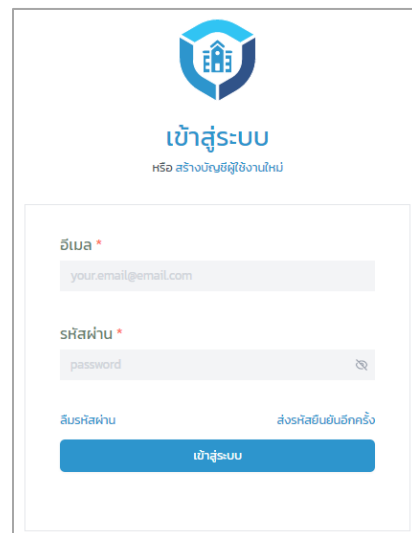 เข้าสู่ระบบ
หรือ สร้างบัญชีผู้ใช้งานใหม่
อีเมล *
your.email@email.com
รหัสผ่าน *
password
ลืมรหัสผ่าน ส่งรหัสยืนยันอีกครั้ง
เข้าสู่ระบบ